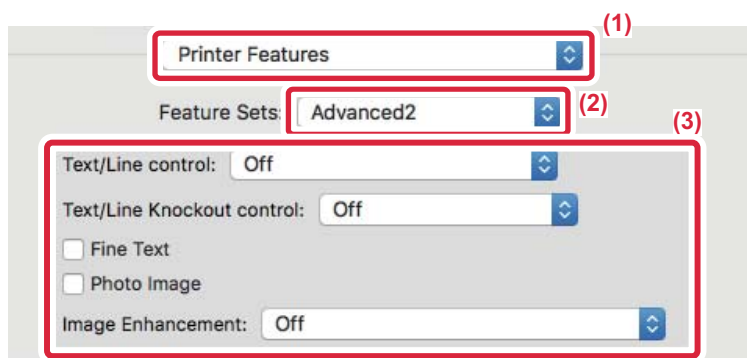 (1)
Printer Features
Feature Sets: Advanced2 (2)
(3)
Text/Line control: Off
Text/Line Knockout control: Off
Fine Text
Photo Image
Image Enhancement: Off